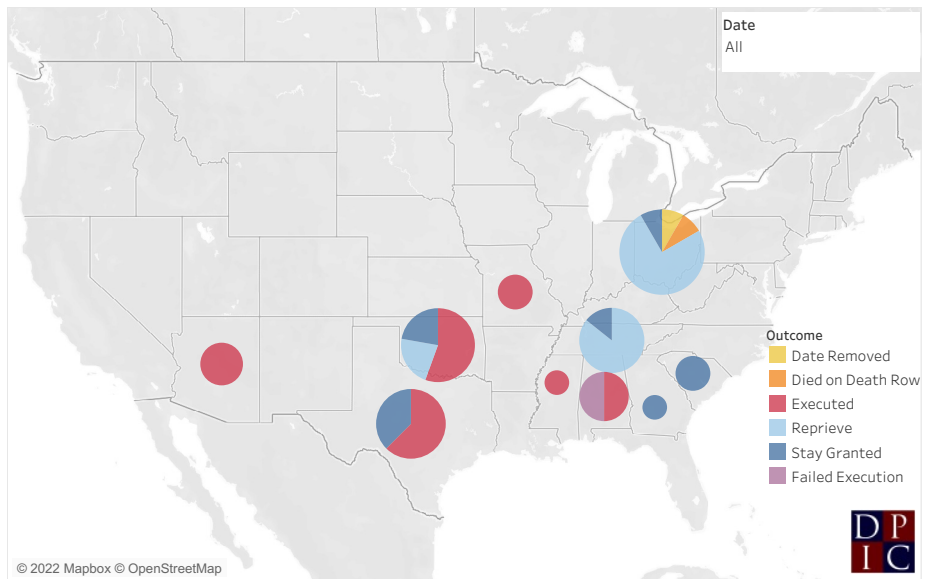 Date
All
Outcome
Date Removed
Died on Death Row
Executed
Reprieve
Stay Granted
Failed Execution
D P
I C
© 2022 Mapbox © OpenStreetMap